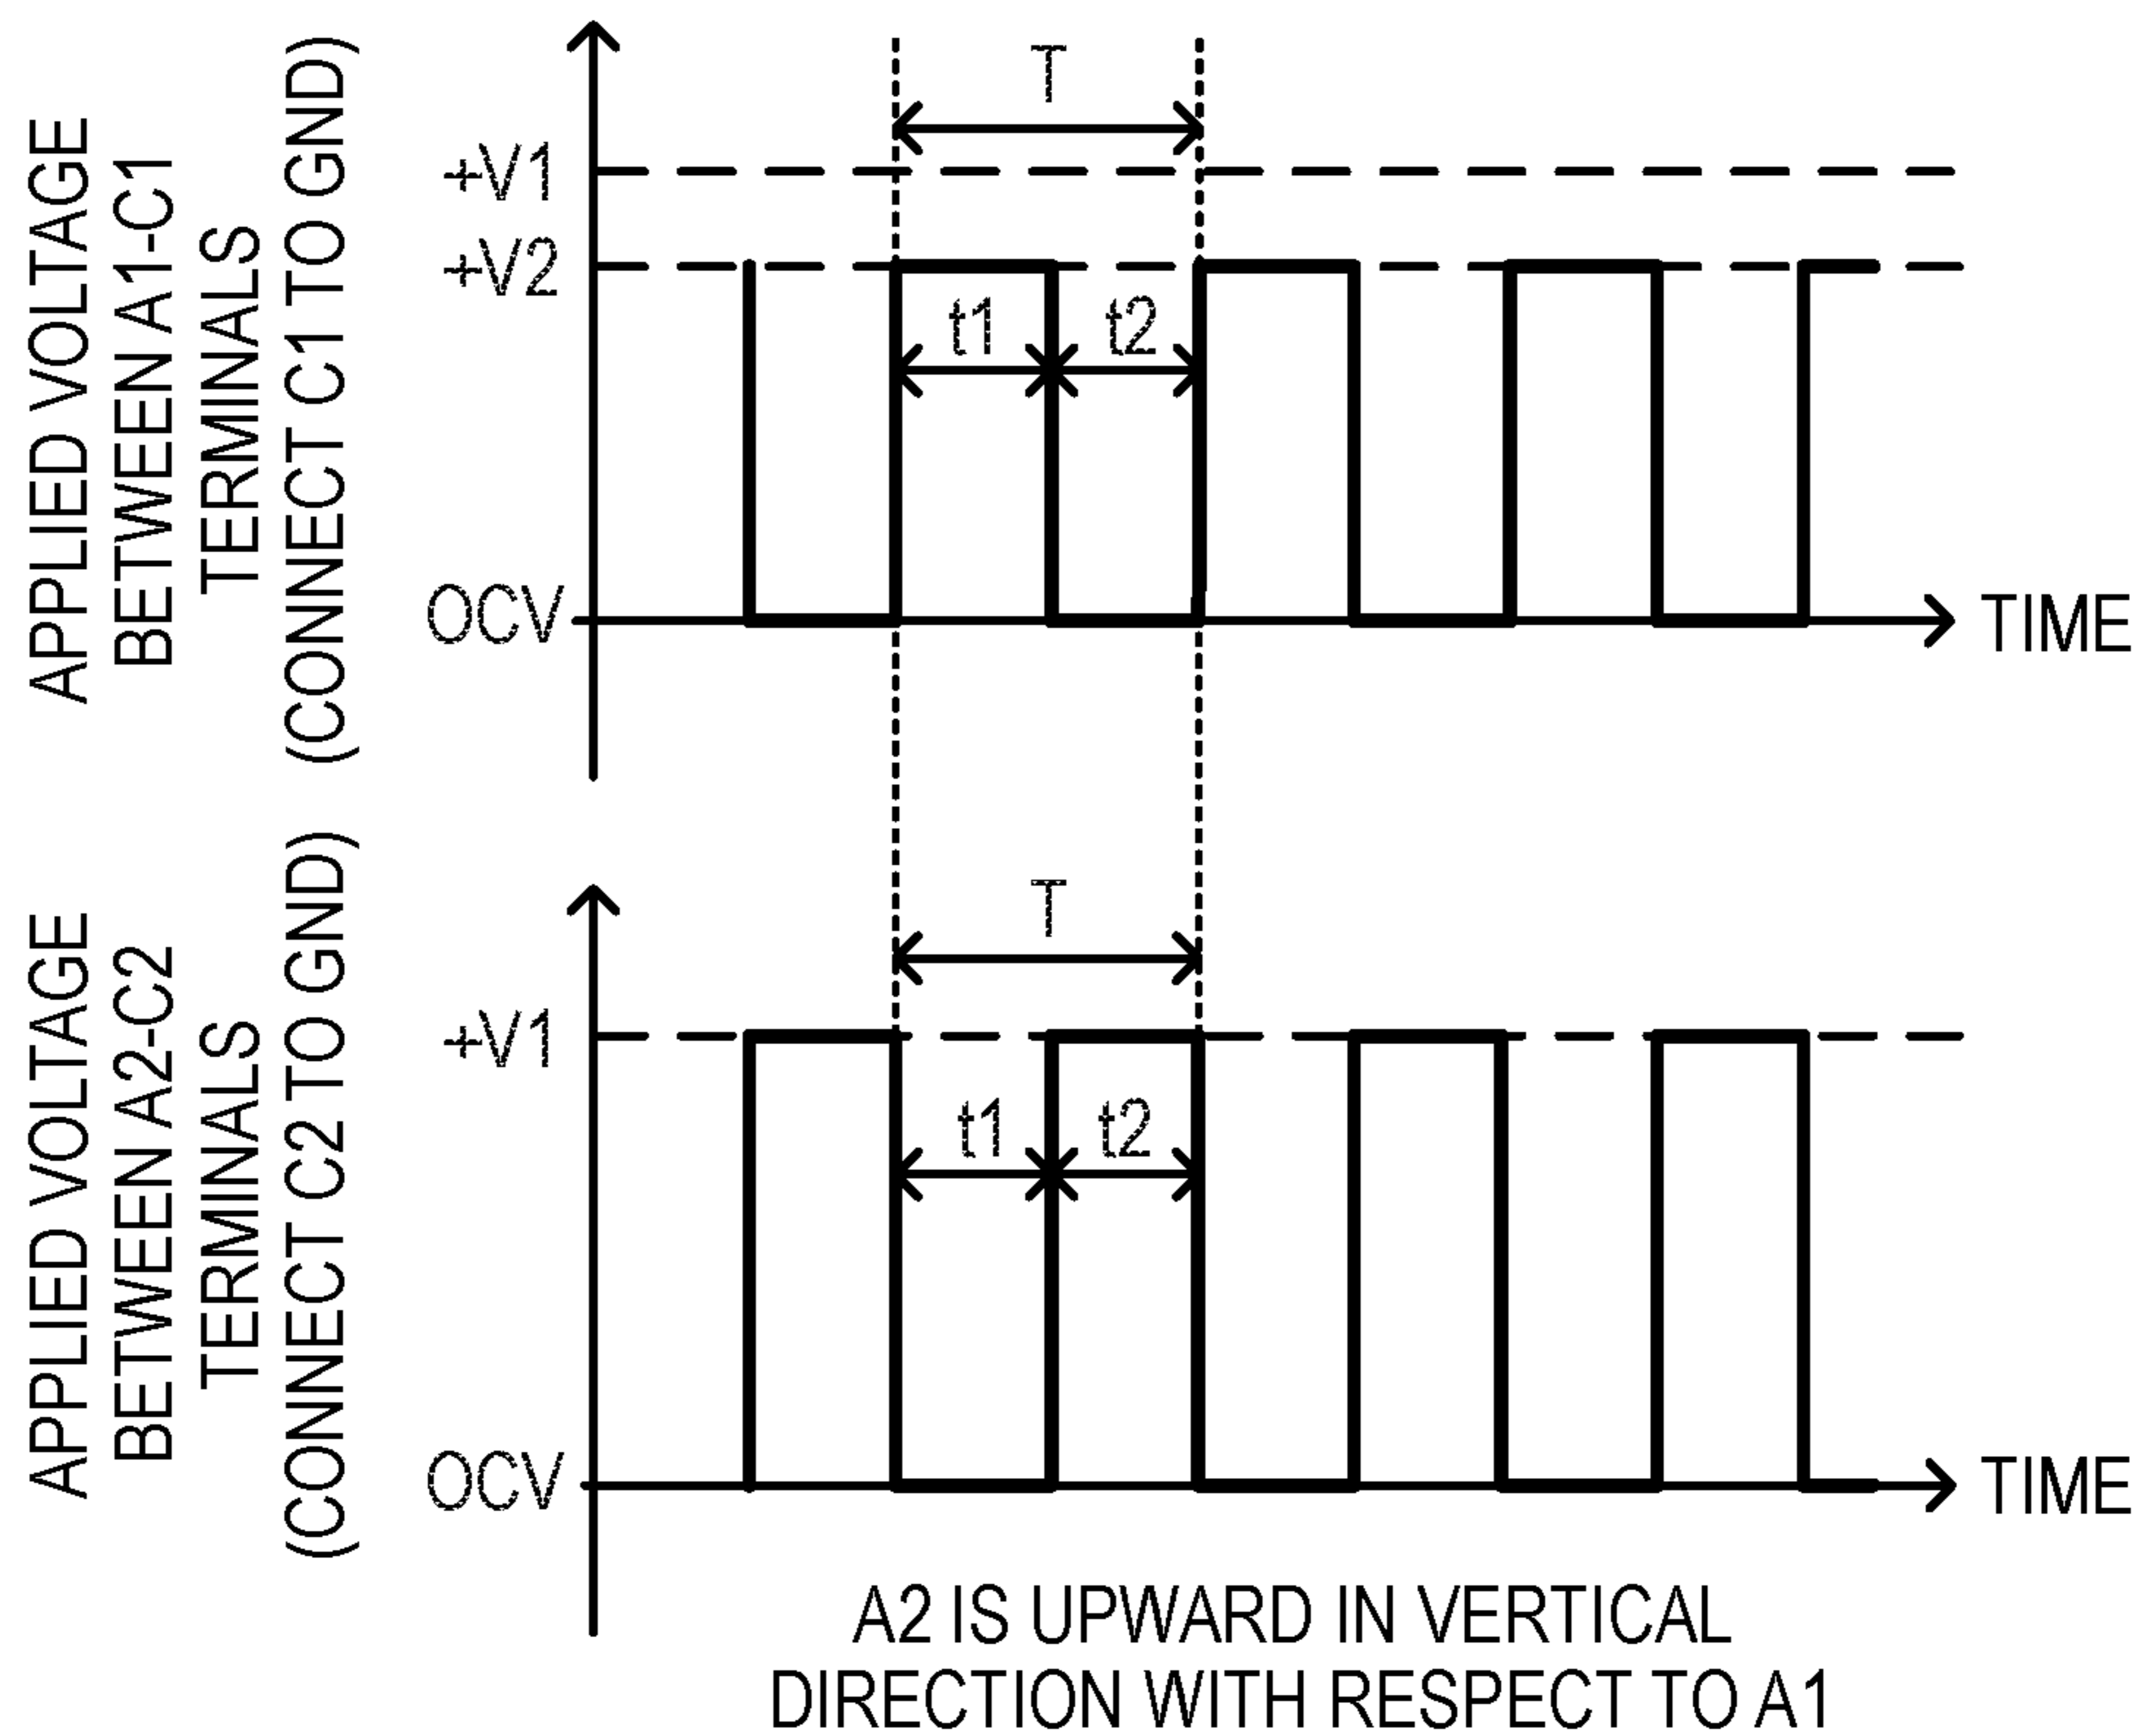 APPLIED VOLTAGE
BETWEEN A1-C1
TERMINALS
(CONNECT C1 TO GND)
T
+V1
+V2
t1 t2
OCV
TIME
APPLIED VOLTAGE
BETWEEN A2-C2
TERMINALS
(CONNECT C2 TO GND)
T
+V1
t1 t2
OCV
TIME
A2 IS UPWARD IN VERTICAL
DIRECTION WITH RESPECT TO A1